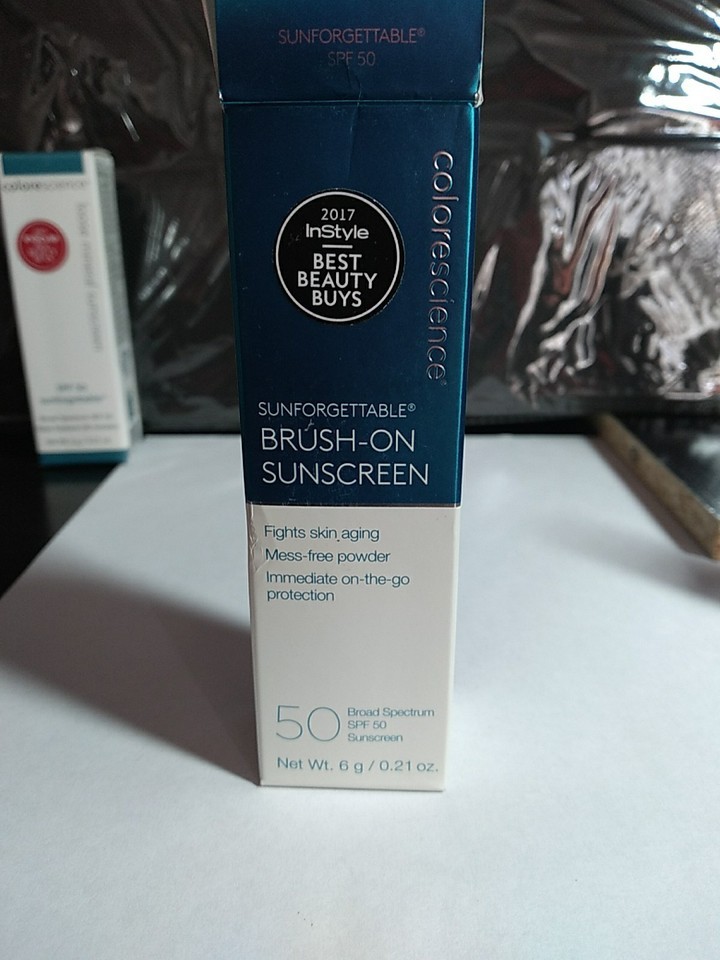 SUNFORGETTABLE®
SPF 50
colorescience®
2017
InStyle
BEST
BEAUTY
BUYS
SUNFORGETTABLE®
BRUSH-ON
SUNSCREEN
Fights skin aging
Mess-free powder
Immediate on-the-go
protection
50
Broad Spectrum
SPF 50
Sunscreen
Net Wt. 6 g / 0.21 oz.
colorescience